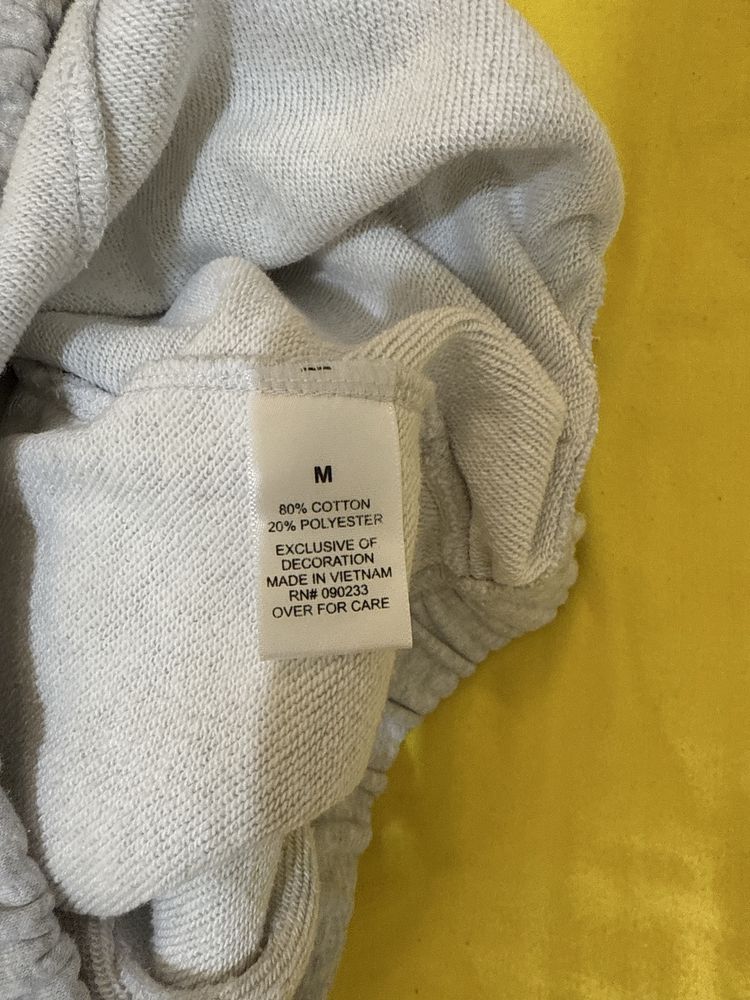 M
80% COTTON
20% POLYESTER
EXCLUSIVE OF
DECORATION
MADE IN VIETNAM
RN# 090233
OVER FOR CARE